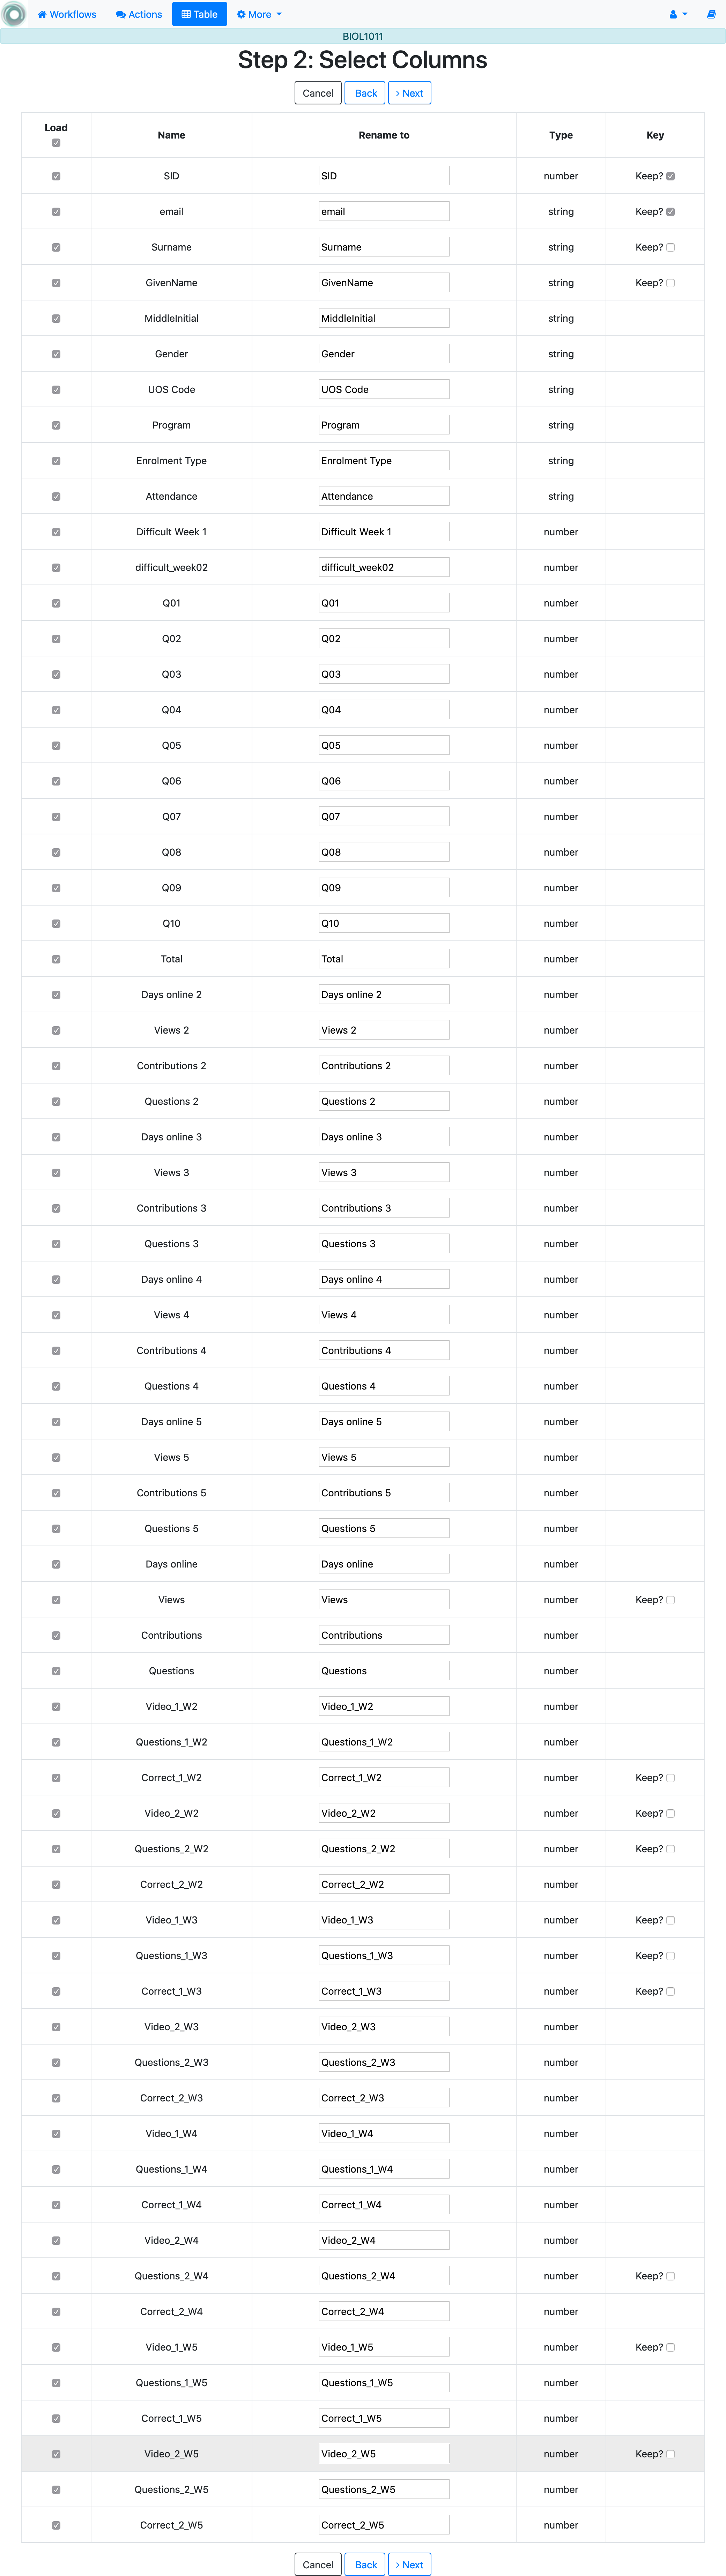 Workflows Actions Table More
BIOL1011
Step 2: Select Columns
Cancel Back Next
Load Name Rename to Type Key
SID SID number Keep?
email email string Keep?
Surname Surname string Keep?
GivenName GivenName string Keep?
MiddleInitial MiddleInitial string
Gender Gender string
UOS Code UOS Code string
Program Program string
Enrolment Type Enrolment Type string
Attendance Attendance string
Difficult Week 1 Difficult Week 1 number
difficult_week02 difficult_week02 number
Q01 Q01 number
Q02 Q02 number
Q03 Q03 number
Q04 Q04 number
Q05 Q05 number
Q06 Q06 number
Q07 Q07 number
Q08 Q08 number
Q09 Q09 number
Q10 Q10 number
Total Total number
Days online 2 Days online 2 number
Views 2 Views 2 number
Contributions 2 Contributions 2 number
Questions 2 Questions 2 number
Days online 3 Days online 3 number
Views 3 Views 3 number
Contributions 3 Contributions 3 number
Questions 3 Questions 3 number
Days online 4 Days online 4 number
Views 4 Views 4 number
Contributions 4 Contributions 4 number
Questions 4 Questions 4 number
Days online 5 Days online 5 number
Views 5 Views 5 number
Contributions 5 Contributions 5 number
Questions 5 Questions 5 number
Days online Days online number
Views Views number Keep?
Contributions Contributions number
Questions Questions number
Video_1_W2 Video_1_W2 number
Questions_1_W2 Questions_1_W2 number
Correct_1_W2 Correct_1_W2 number Keep?
Video_2_W2 Video_2_W2 number Keep?
Questions_2_W2 Questions_2_W2 number Keep?
Correct_2_W2 Correct_2_W2 number
Video_1_W3 Video_1_W3 number Keep?
Questions_1_W3 Questions_1_W3 number Keep?
Correct_1_W3 Correct_1_W3 number Keep?
Video_2_W3 Video_2_W3 number
Questions_2_W3 Questions_2_W3 number
Correct_2_W3 Correct_2_W3 number
Video_1_W4 Video_1_W4 number
Questions_1_W4 Questions_1_W4 number
Correct_1_W4 Correct_1_W4 number
Video_2_W4 Video_2_W4 number
Questions_2_W4 Questions_2_W4 number Keep?
Correct_2_W4 Correct_2_W4 number
Video_1_W5 Video_1_W5 number Keep?
Questions_1_W5 Questions_1_W5 number
Correct_1_W5 Correct_1_W5 number
Video_2_W5 Video_2_W5 number Keep?
Questions_2_W5 Questions_2_W5 number
Correct_2_W5 Correct_2_W5 number
Cancel Back Next